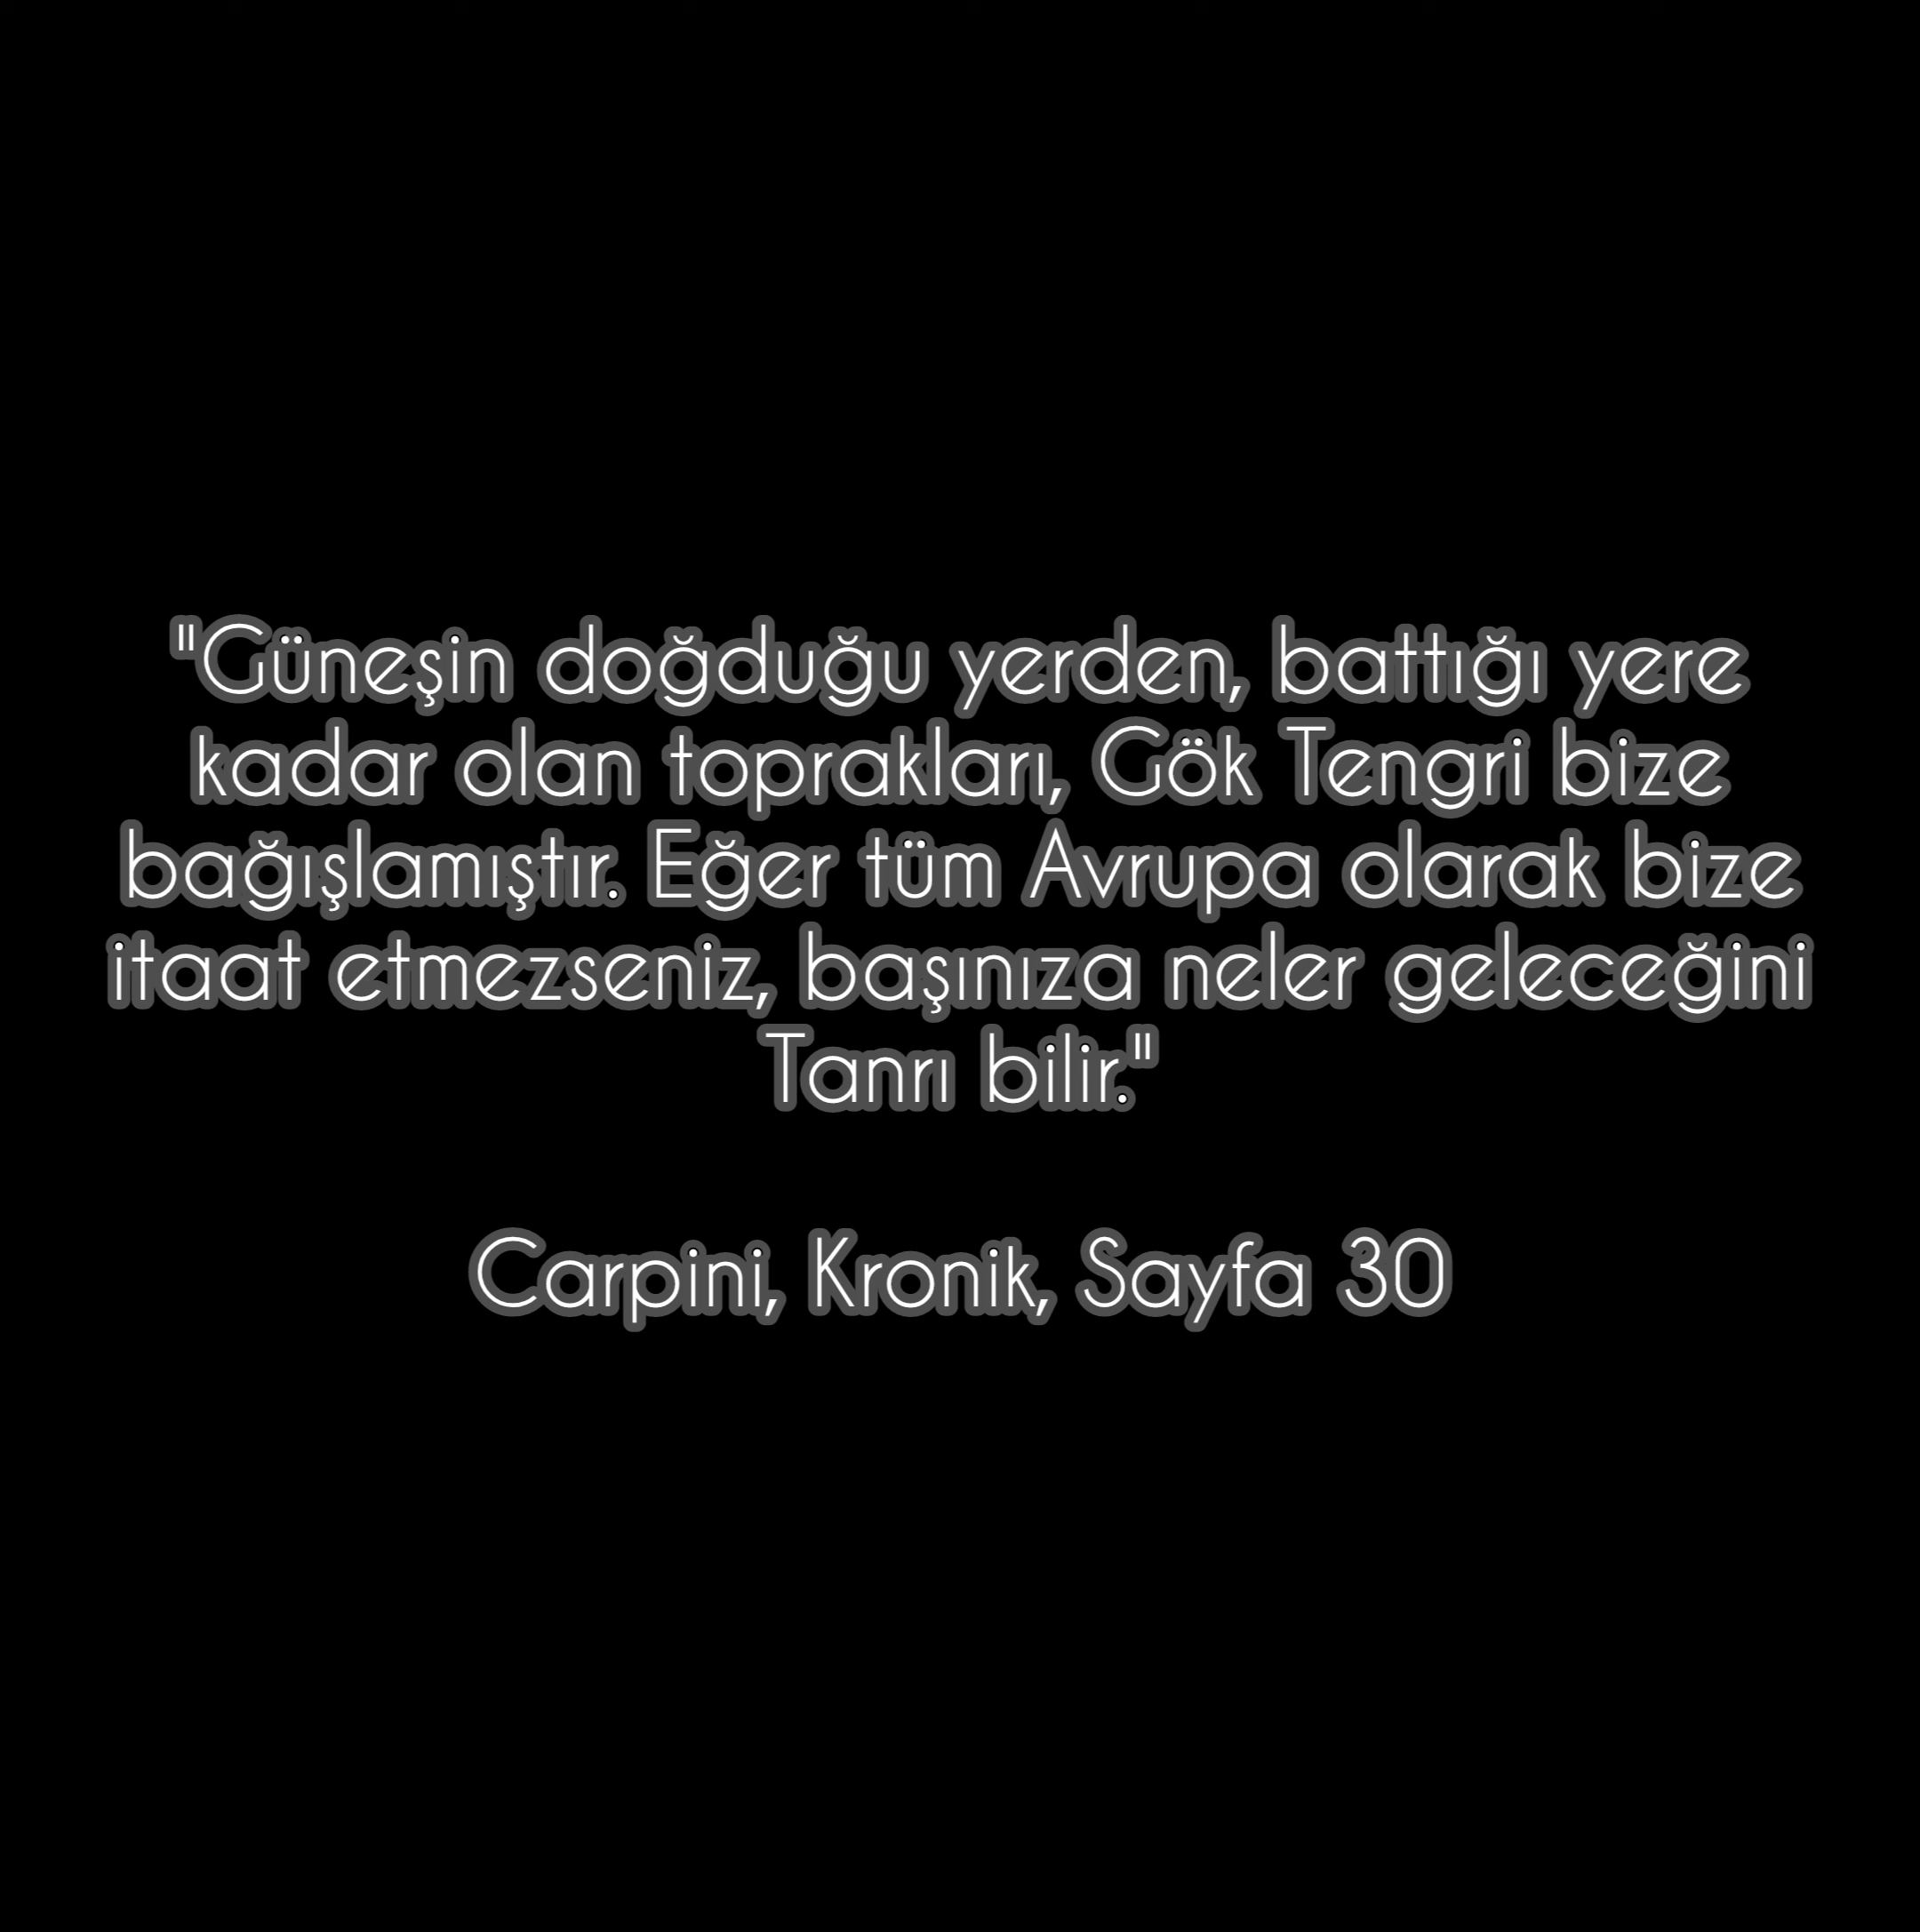 "Güneşin doğduğu yerden, battığı yere
kadar olan toprakları, Gök Tengri bize
bağışlamıştır. Eğer tüm Avrupa olarak bize
itaat etmezseniz, başınıza neler geleceğini
Tanrı bilir."
Carpini, Kronik, Sayfa 30